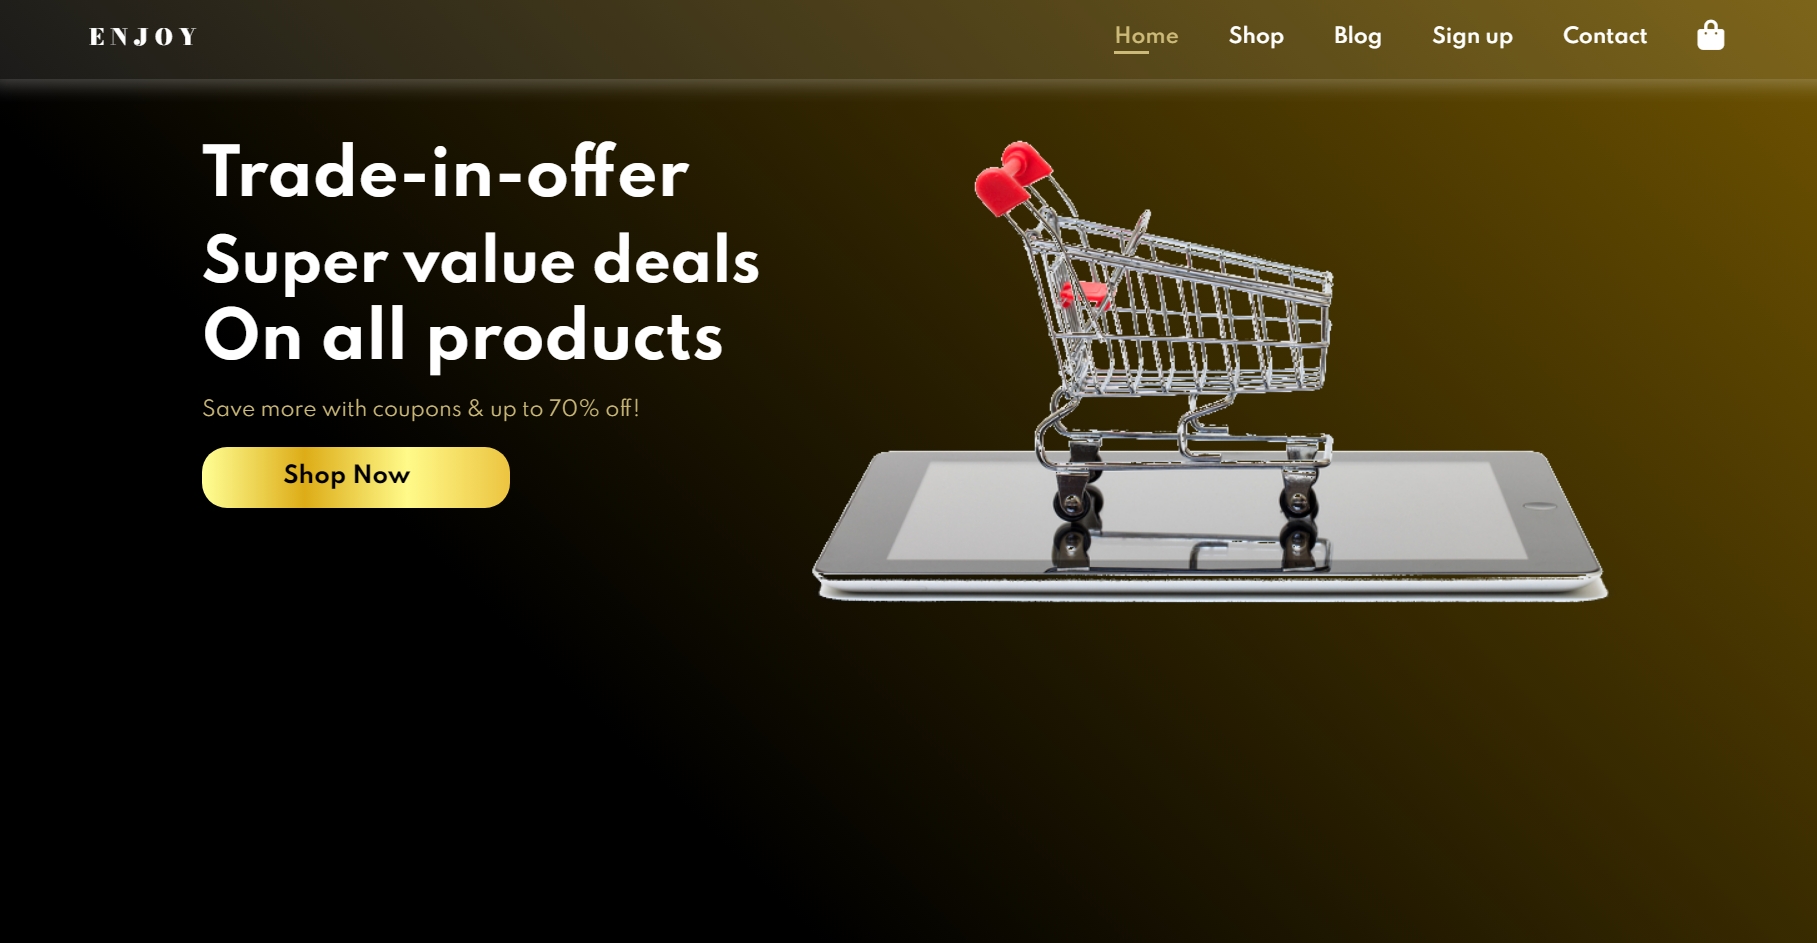 ENJOY
Home Shop Blog Sign up Contact
Trade-in-offer
Super value deals
On all products
Save more with coupons & up to 70% off!
Shop Now